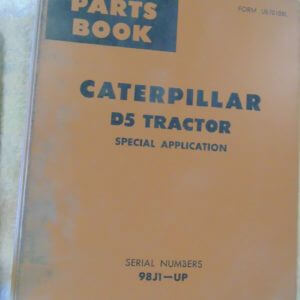 PARTS
BOOK
FORM
CATERPILLAR
D5 TRACTOR
SPECIAL APPLICATION
SERIAL NUMBERS
98J1—UP